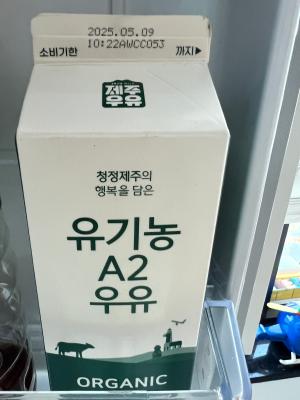 2025.05.09
소비기한 10:22AWCC053 까지▶
제주
우유
청정제주의
행복을 담은
유기농
A2
우유
ORGANIC